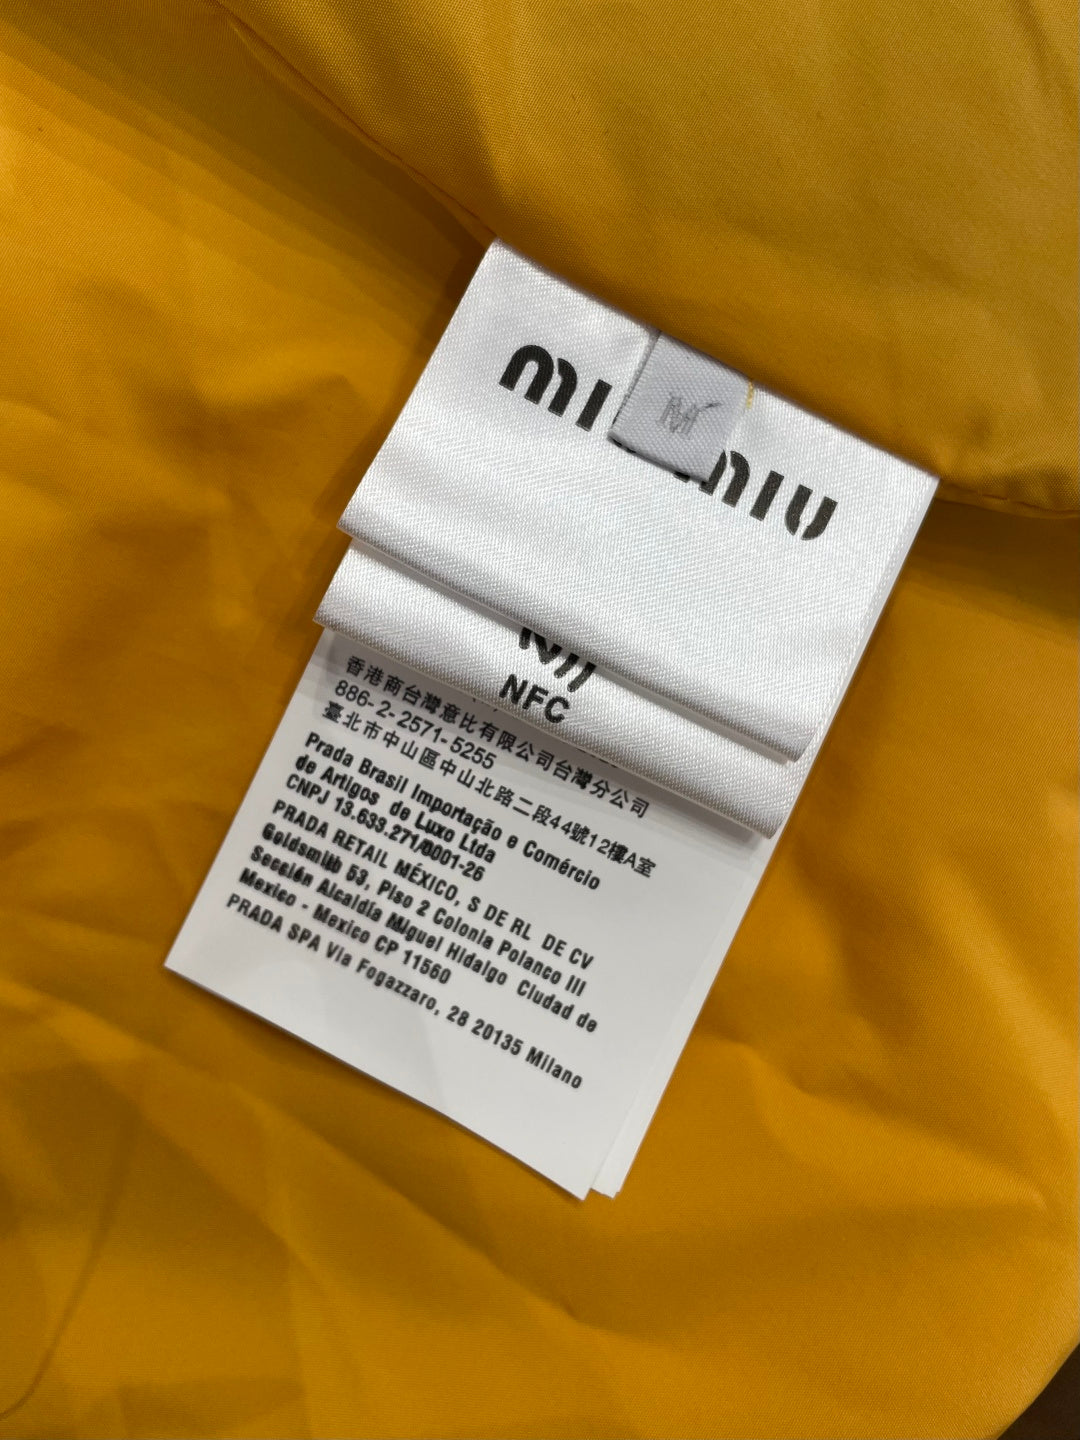 miu miu
M
NFC
香港商台灣意比有限公司台灣分公司
886-2-2571-5255
臺北市中山區中山北路二段44號12樓A室
Prada Brasil Importação e Comércio
de Artigos de Luxo Ltda
CNPJ 13.633.271/0001-26
PRADA RETAIL MÉXICO, S DE RL DE CV
Goldsmith 53, Piso 2 Colonia Polanco III
Sección Alcaldía Miguel Hidalgo Ciudad de
Mexico - Mexico CP 11560
PRADA SPA Via Fogazzaro, 28 20135 Milano